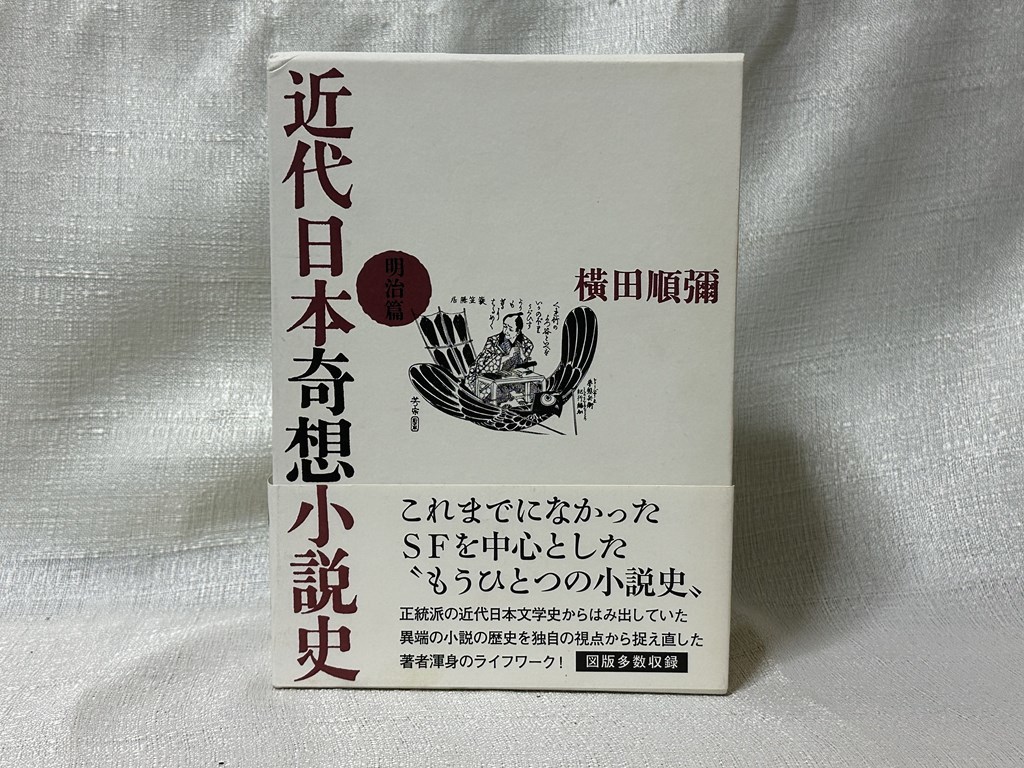 近代日本奇想小説史
明治篇
横田順彌
これまでになかった
SFを中心とした
〝もうひとつの小説史〟
正統派の近代日本文学史からはみ出していた
異端の小説の歴史を独自の視点から捉え直した
著者渾身のライフワーク!
図版多数収録